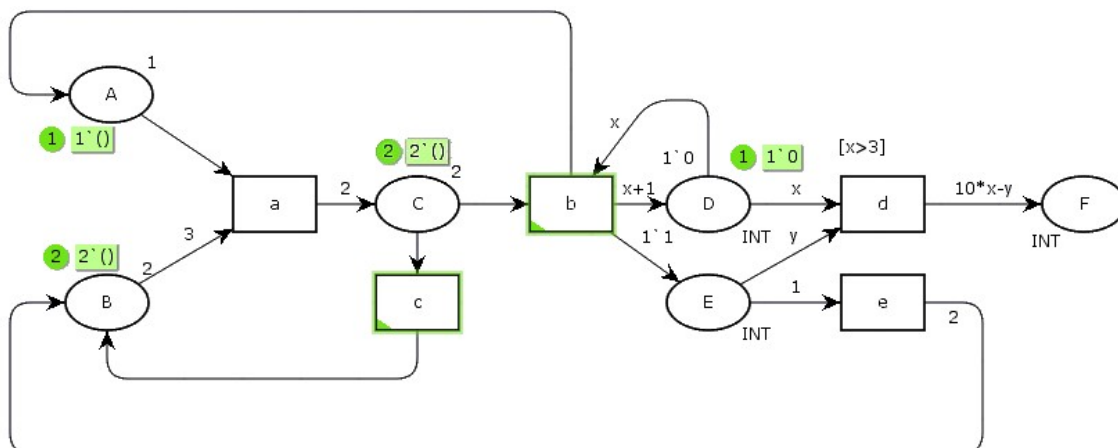 1
A
1 1`()
x
1`0
1 1`0
[x>3]
2 2`()
2
a
2
C
b
x+1
D
x
d
10*x-y
F
3
1`1
INT
y
INT
2 2`()
2
B
c
E
1
e
2
INT